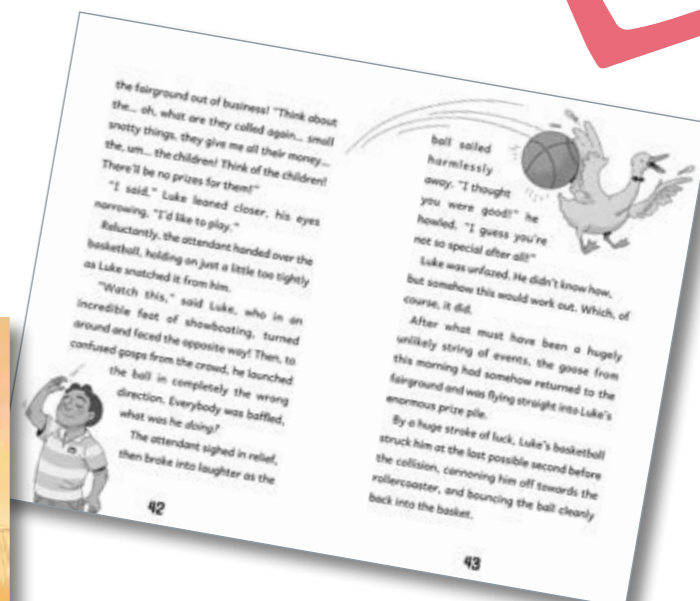 the fairground out of business! "Think about
the... oh, what are they called again... small
snotty things, they give me all their money...
the, um... the children! Think of the children!
There'll be no prizes for them!"
"I said," Luke leaned closer, his eyes
narrowing, "I'd like to play."
Reluctantly, the attendant handed over the
basketball, holding on just a little too tightly
as Luke snatched it from him.
"Watch this," said Luke, who in an
incredible feat of showboating, turned
around and faced the opposite way! Then, to
confused gasps from the crowd, he launched
the ball in completely the wrong
direction. Everybody was baffled,
what was he doing?
The attendant sighed in relief,
then broke into laughter as the
42
ball sailed
harmlessly
away. "I thought
you were good!" he
howled. "I guess you're
not so special after all!"
Luke was unfazed. He didn't know how,
but somehow this would work out. Which, of
course, it did.
After what must have been a hugely
unlikely string of events, the goose from
this morning had somehow returned to the
fairground and was flying straight into Luke's
enormous prize pile.
By a huge stroke of luck, Luke's basketball
struck him at the last possible second before
the collision, cannoning him off towards the
rollercoaster, and bouncing the ball cleanly
back into the basket.
43